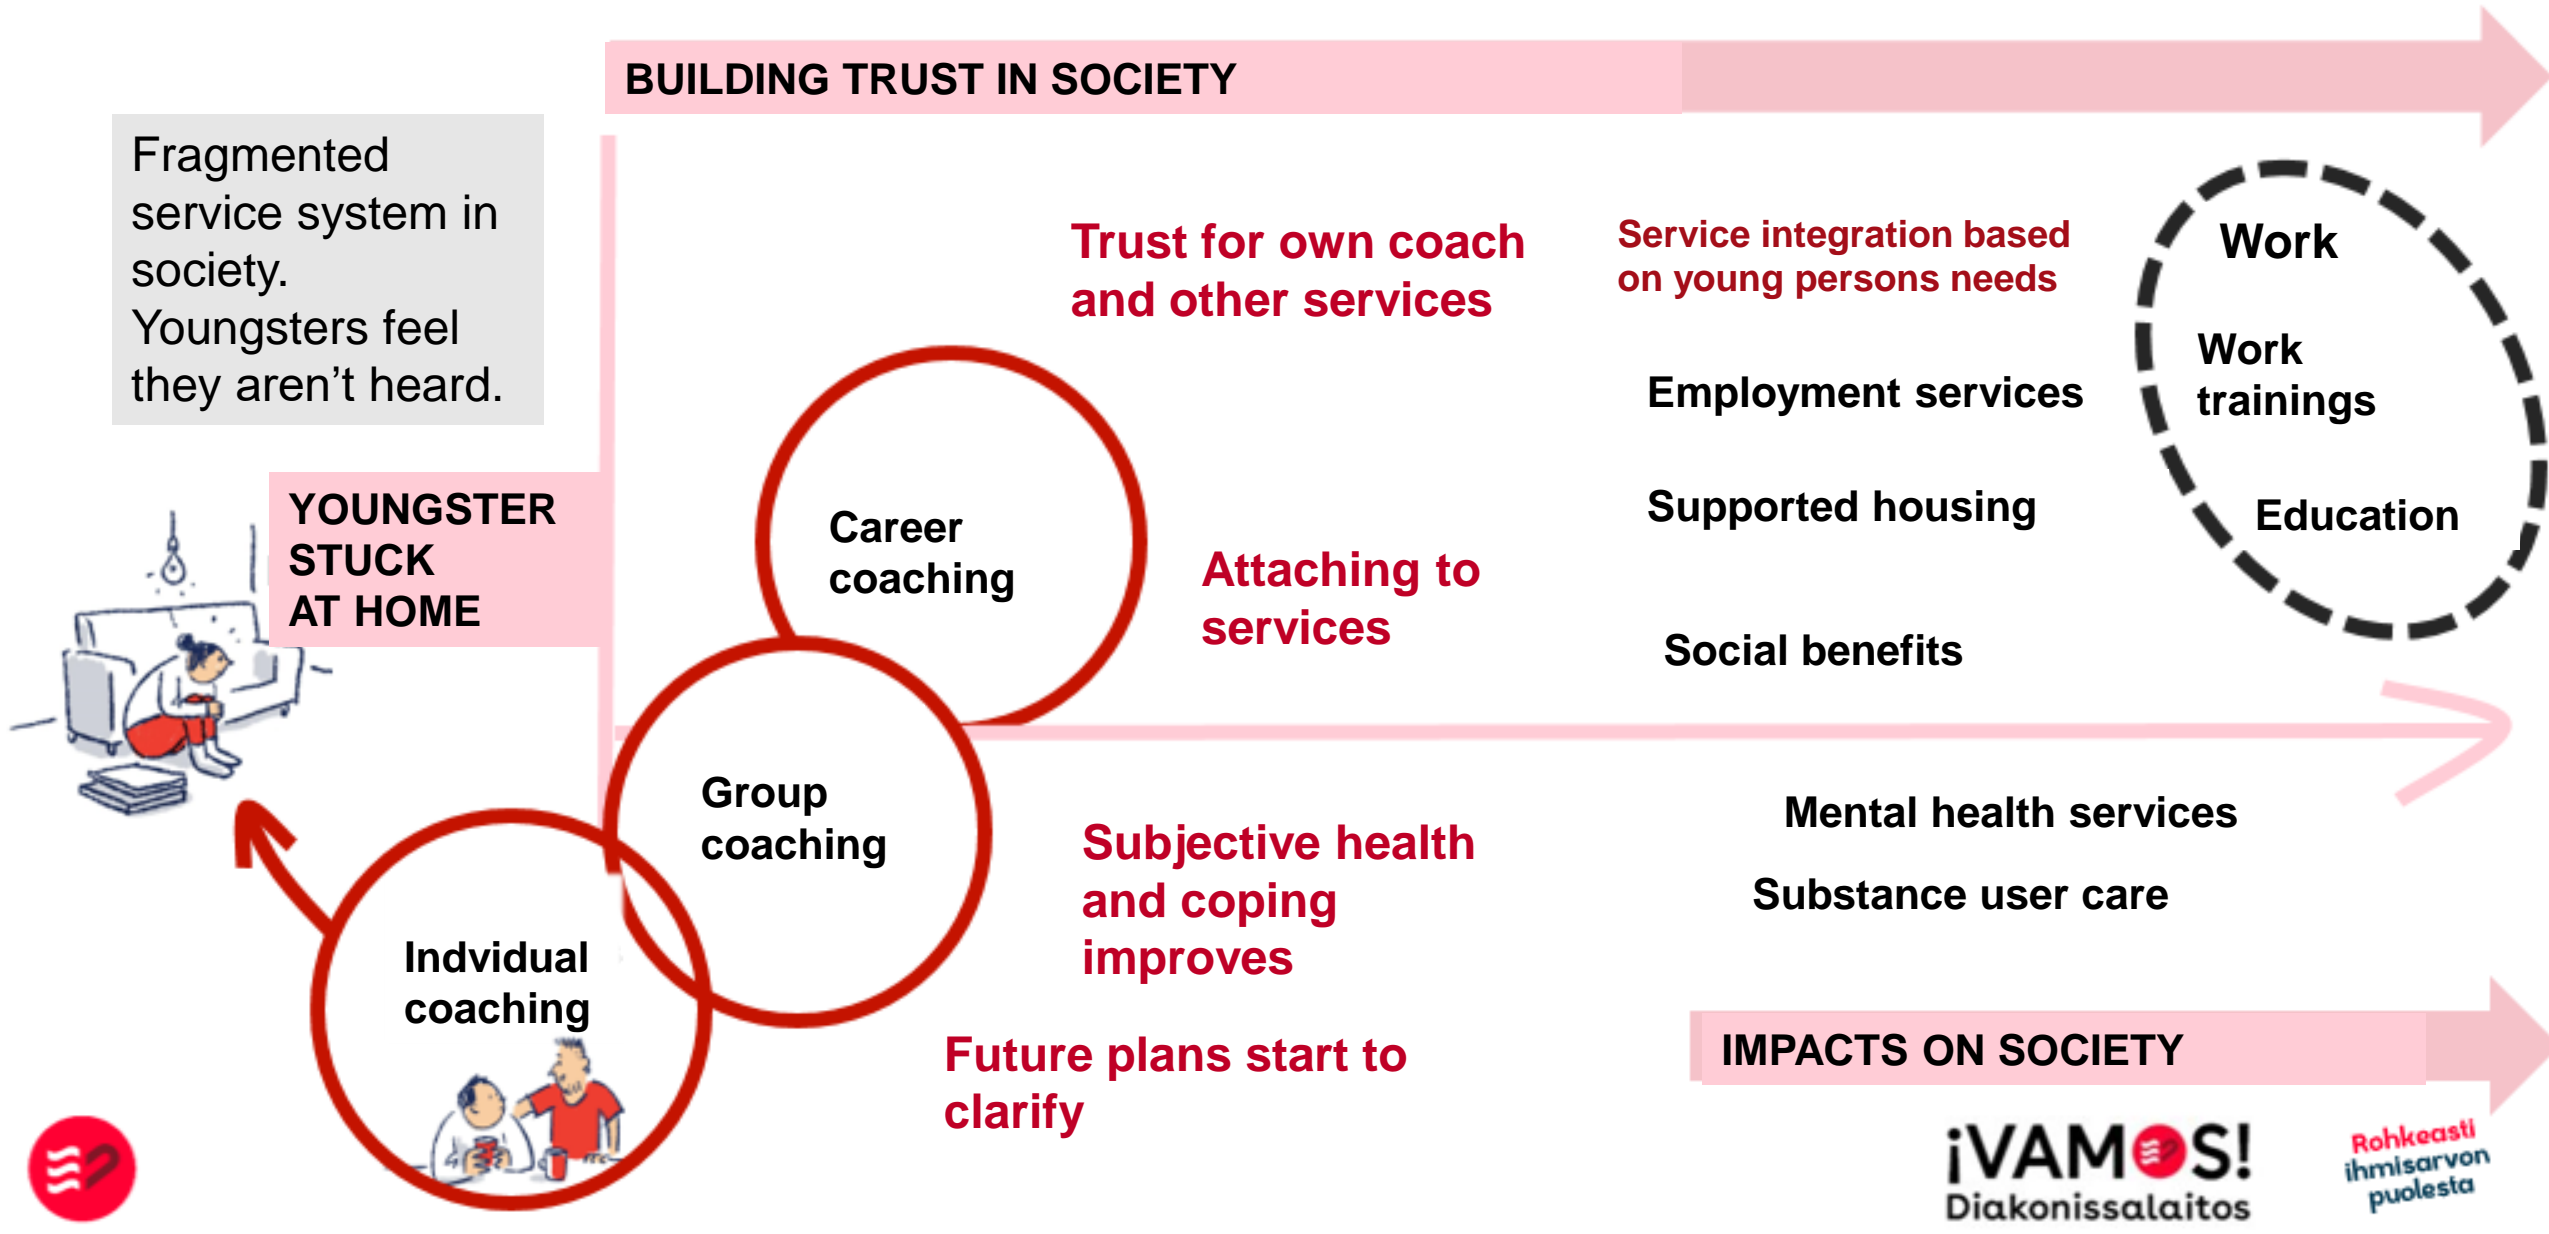 BUILDING TRUST IN SOCIETY
Fragmented
service system in
society.
Youngsters feel
they aren't heard.
YOUNGSTER
STUCK
AT HOME
Trust for own coach
and other services
Service integration based
on young persons needs
Work
Work
trainings
Education
Employment services
Supported housing
Social benefits
Career
coaching
Attaching to
services
Group
coaching
Subjective health
and coping
improves
Mental health services
Substance user care
Indvidual
coaching
Future plans start to
clarify
IMPACTS ON SOCIETY
¡VAMOS!
Diakonissalaitos
Rohkeasti
ihmisarvon
puolesta